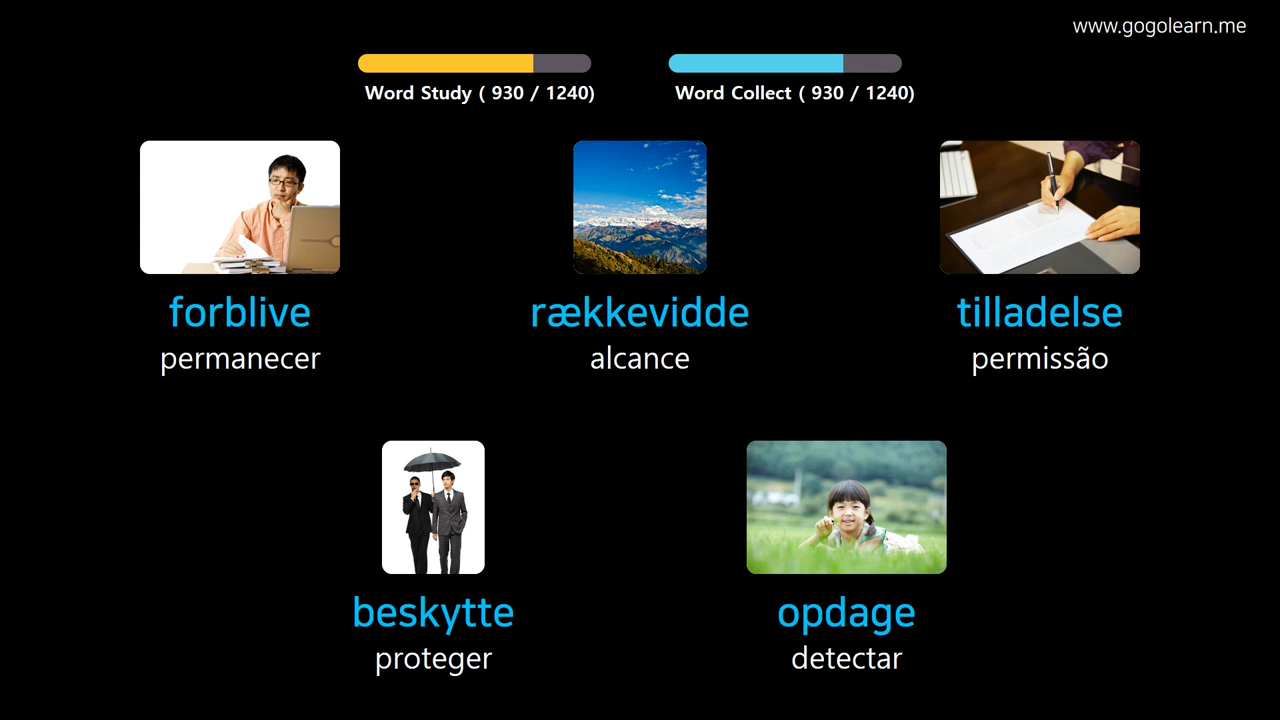 www.gogolearn.me
Word Study ( 930 / 1240)
Word Collect ( 930 / 1240)
forblive
permanecer
rækkevidde
alcance
tilladelse
permissão
beskytte
proteger
opdage
detectar